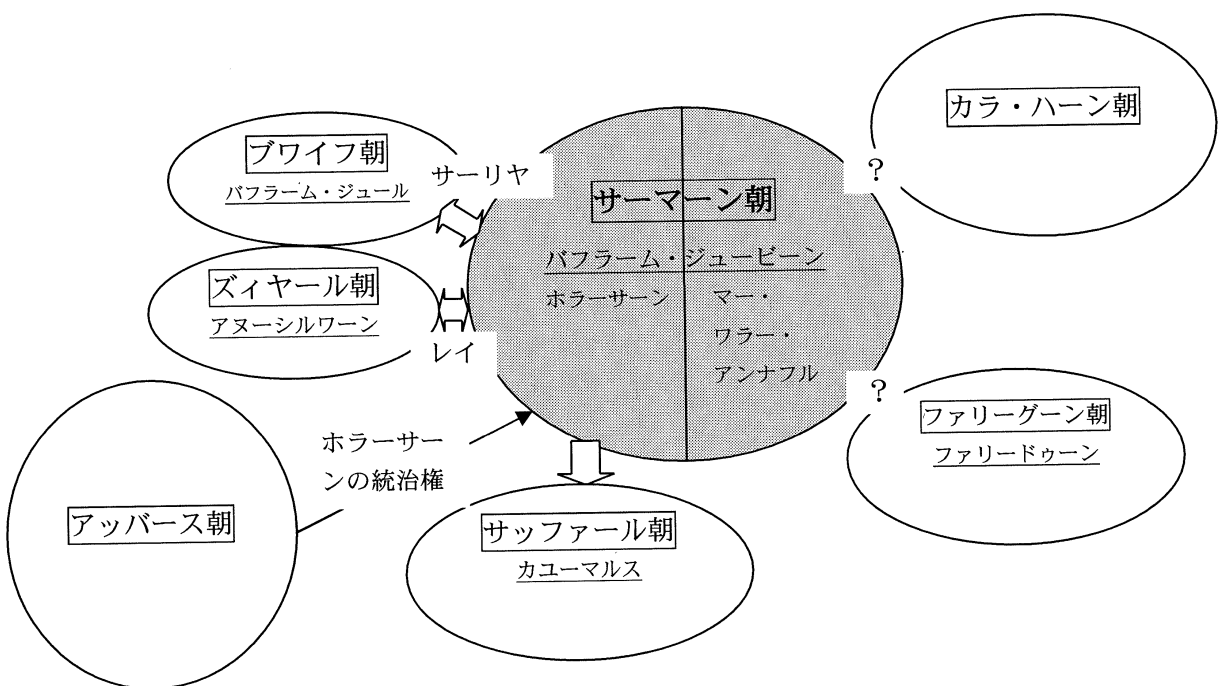 カラ・ハーン朝
ブワイフ朝
バフラーム・ジュール
サーリヤ
?
サーマーン朝
バフラーム・ジュービーン
ホラーサーン
マー・
ワラー・
アンナフル
ズィヤール朝
アヌーシルワーン
レイ
?
ファリーグーン朝
ファリードゥーン
ホラーサー
ンの統治権
アッバース朝
サッファール朝
カユーマルス